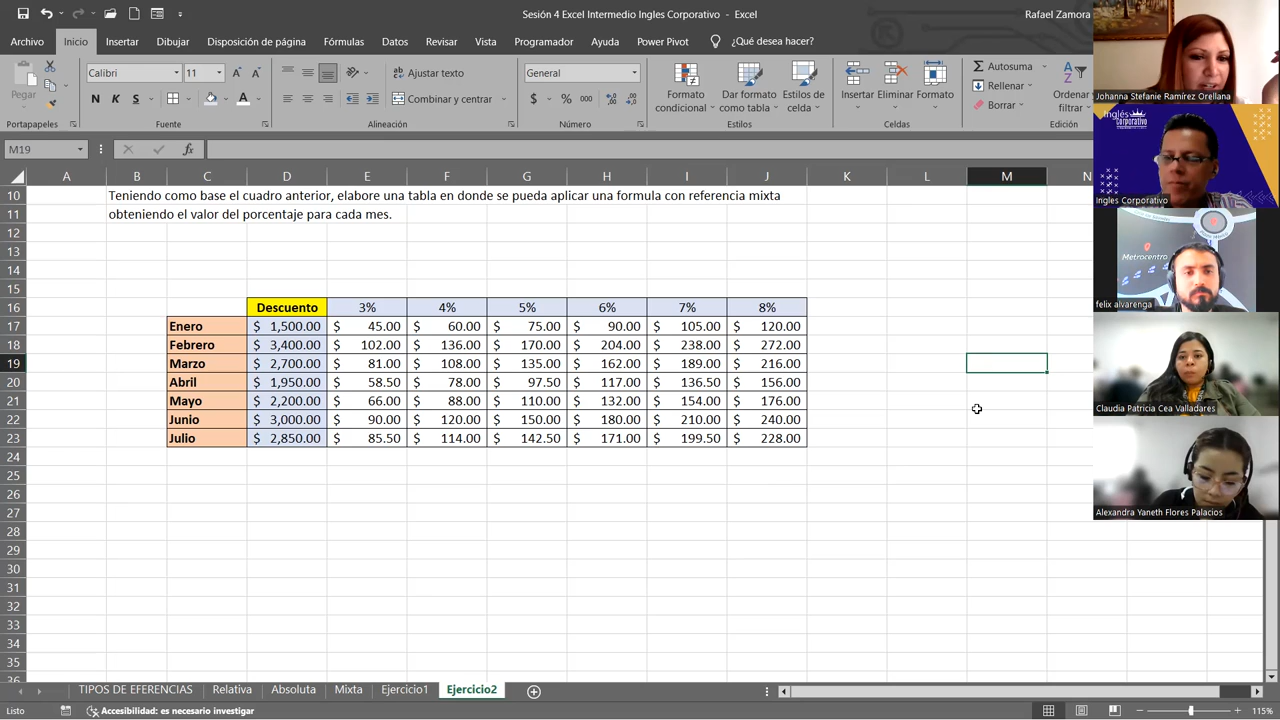 Sesión 4 Excel Intermedio Ingles Corporativo - Excel
Rafael Zamora
Archivo Inicio Insertar Dibujar Disposición de página Fórmulas Datos Revisar Vista Programador Ayuda Power Pivot ¿Qué desea hacer?
Pegar
Calibri 11
N K S
Ajustar texto
Combinar y centrar
General
$ % 000
Formato condicional
Dar formato como tabla
Estilos de celda
Insertar Eliminar Formato
Autosuma
Rellenar
Borrar
Ordenar filtrar
Portapapeles Fuente Alineación Número Estilos Celdas Edición
M19 fx
A B C D E F G H I J K L M N
10 Teniendo como base el cuadro anterior, elabore una tabla en donde se pueda aplicar una formula con referencia mixta
11 obteniendo el valor del porcentaje para cada mes.
12
13
14
15
16 Descuento 3% 4% 5% 6% 7% 8%
17 Enero $ 1,500.00 $ 45.00 $ 60.00 $ 75.00 $ 90.00 $ 105.00 $ 120.00
18 Febrero $ 3,400.00 $ 102.00 $ 136.00 $ 170.00 $ 204.00 $ 238.00 $ 272.00
19 Marzo $ 2,700.00 $ 81.00 $ 108.00 $ 135.00 $ 162.00 $ 189.00 $ 216.00
20 Abril $ 1,950.00 $ 58.50 $ 78.00 $ 97.50 $ 117.00 $ 136.50 $ 156.00
21 Mayo $ 2,200.00 $ 66.00 $ 88.00 $ 110.00 $ 132.00 $ 154.00 $ 176.00
22 Junio $ 3,000.00 $ 90.00 $ 120.00 $ 150.00 $ 180.00 $ 210.00 $ 240.00
23 Julio $ 2,850.00 $ 85.50 $ 114.00 $ 142.50 $ 171.00 $ 199.50 $ 228.00
24
25
26
27
28
29
30
31
32
33
34
35
36
TIPOS DE EFERENCIAS Relativa Absoluta Mixta Ejercicio1 Ejercicio2
Listo Accesibilidad: es necesario investigar 115%
Johanna Stefanie Ramírez Orellana
Inglés Corporativo
Ingles Corporativo
Metrocentro
felix alvarenga
Claudia Patricia Cea Valladares
Alexandra Yaneth Flores Palacios